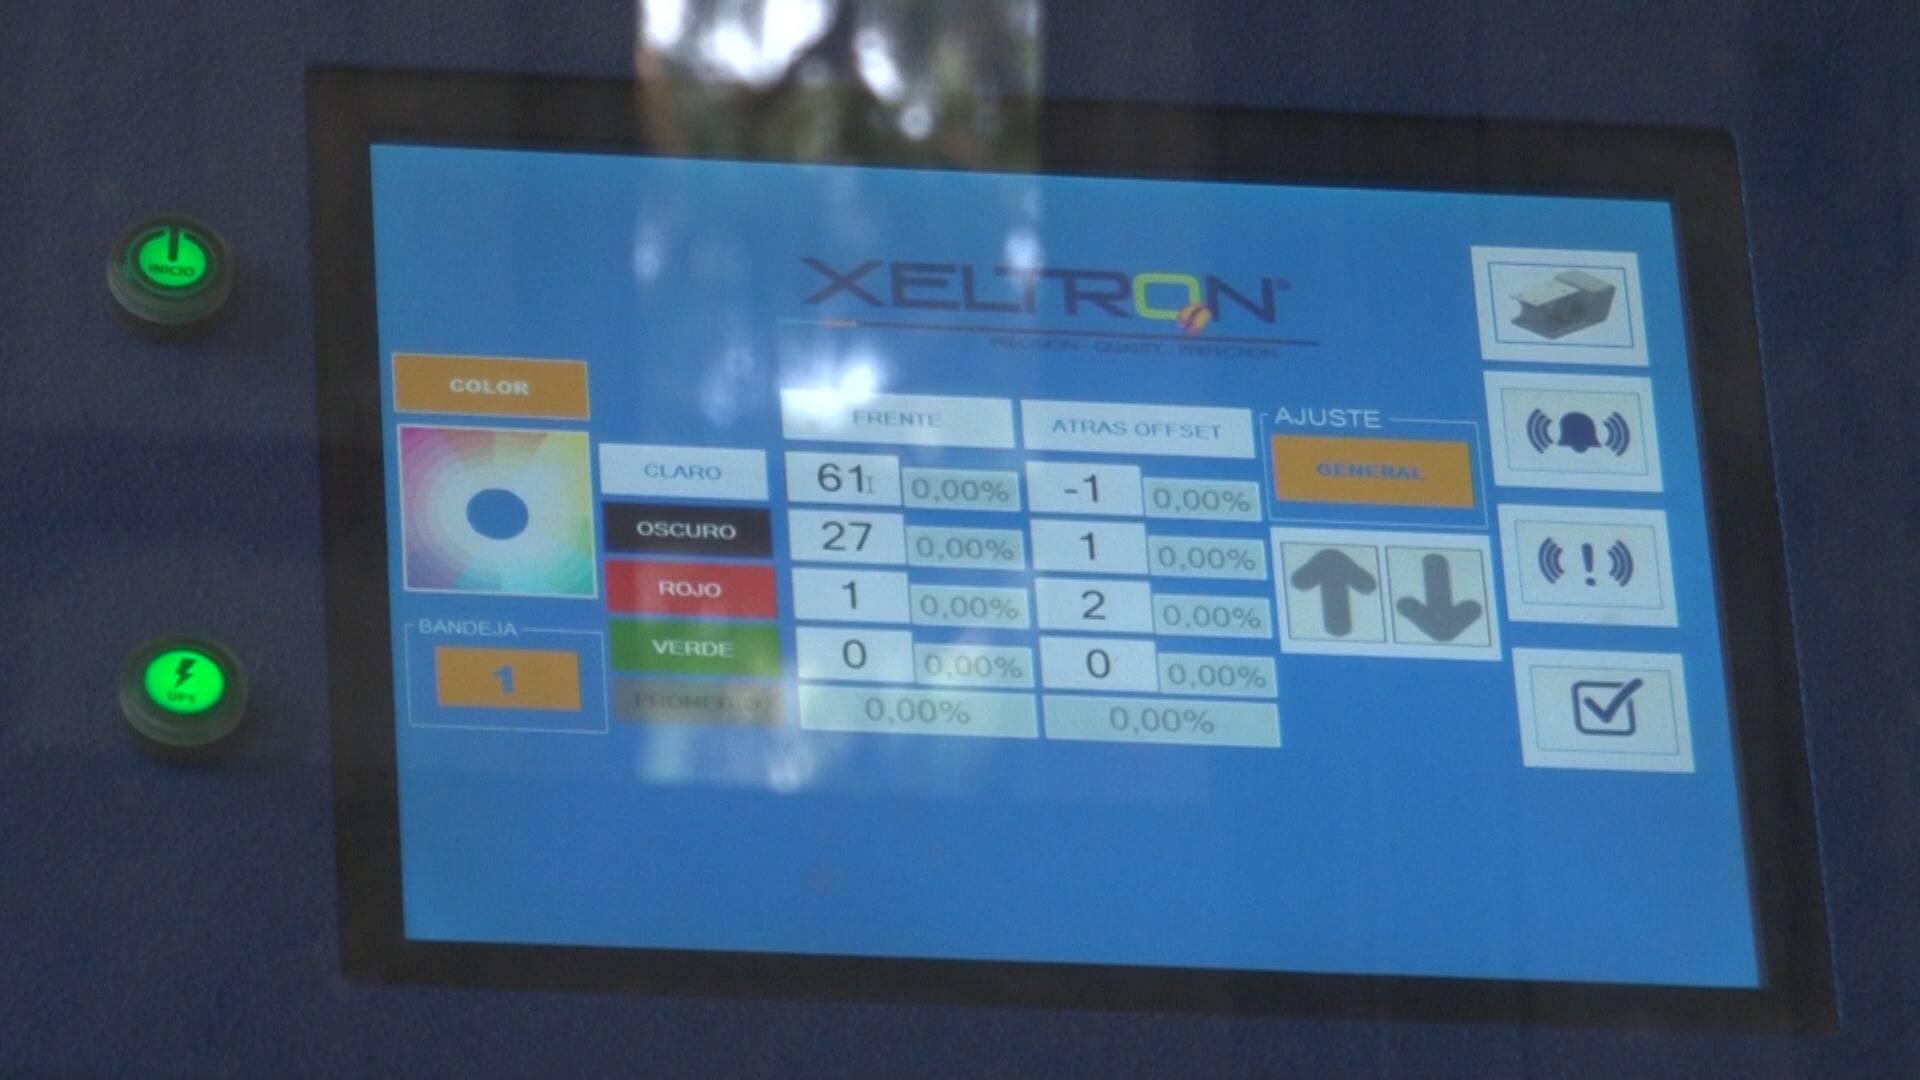 INICIO
XELTRON®
PRECISION QUALITY PERFECTION
COLOR
FRENTE ATRAS OFFSET AJUSTE
GENERAL
CLARO 61 0,00% -1 0,00%
OSCURO 27 0,00% 1 0,00%
ROJO 1 0,00% 2 0,00%
VERDE 0 0,00% 0 0,00%
PROMEDIO 0,00% 0,00%
BANDEJA
1
UPS
!